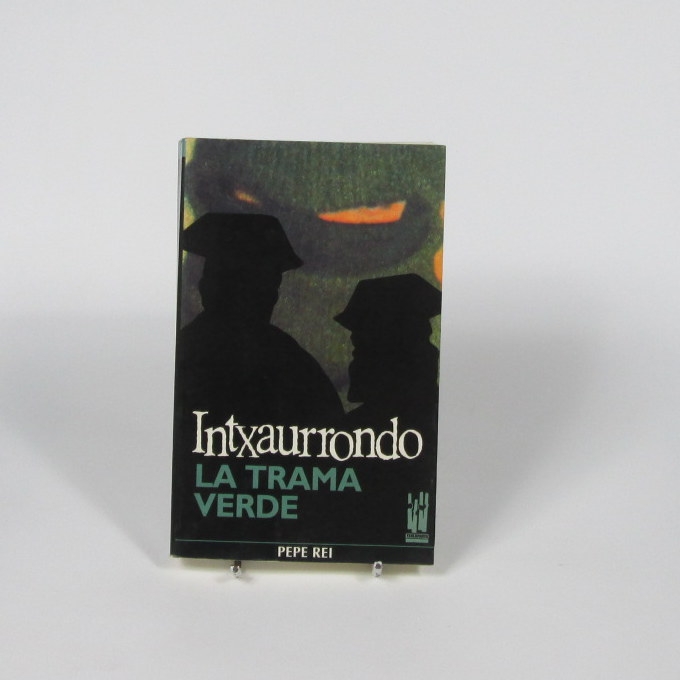 Intxaurrondo
LA TRAMA
VERDE
PEPE REI